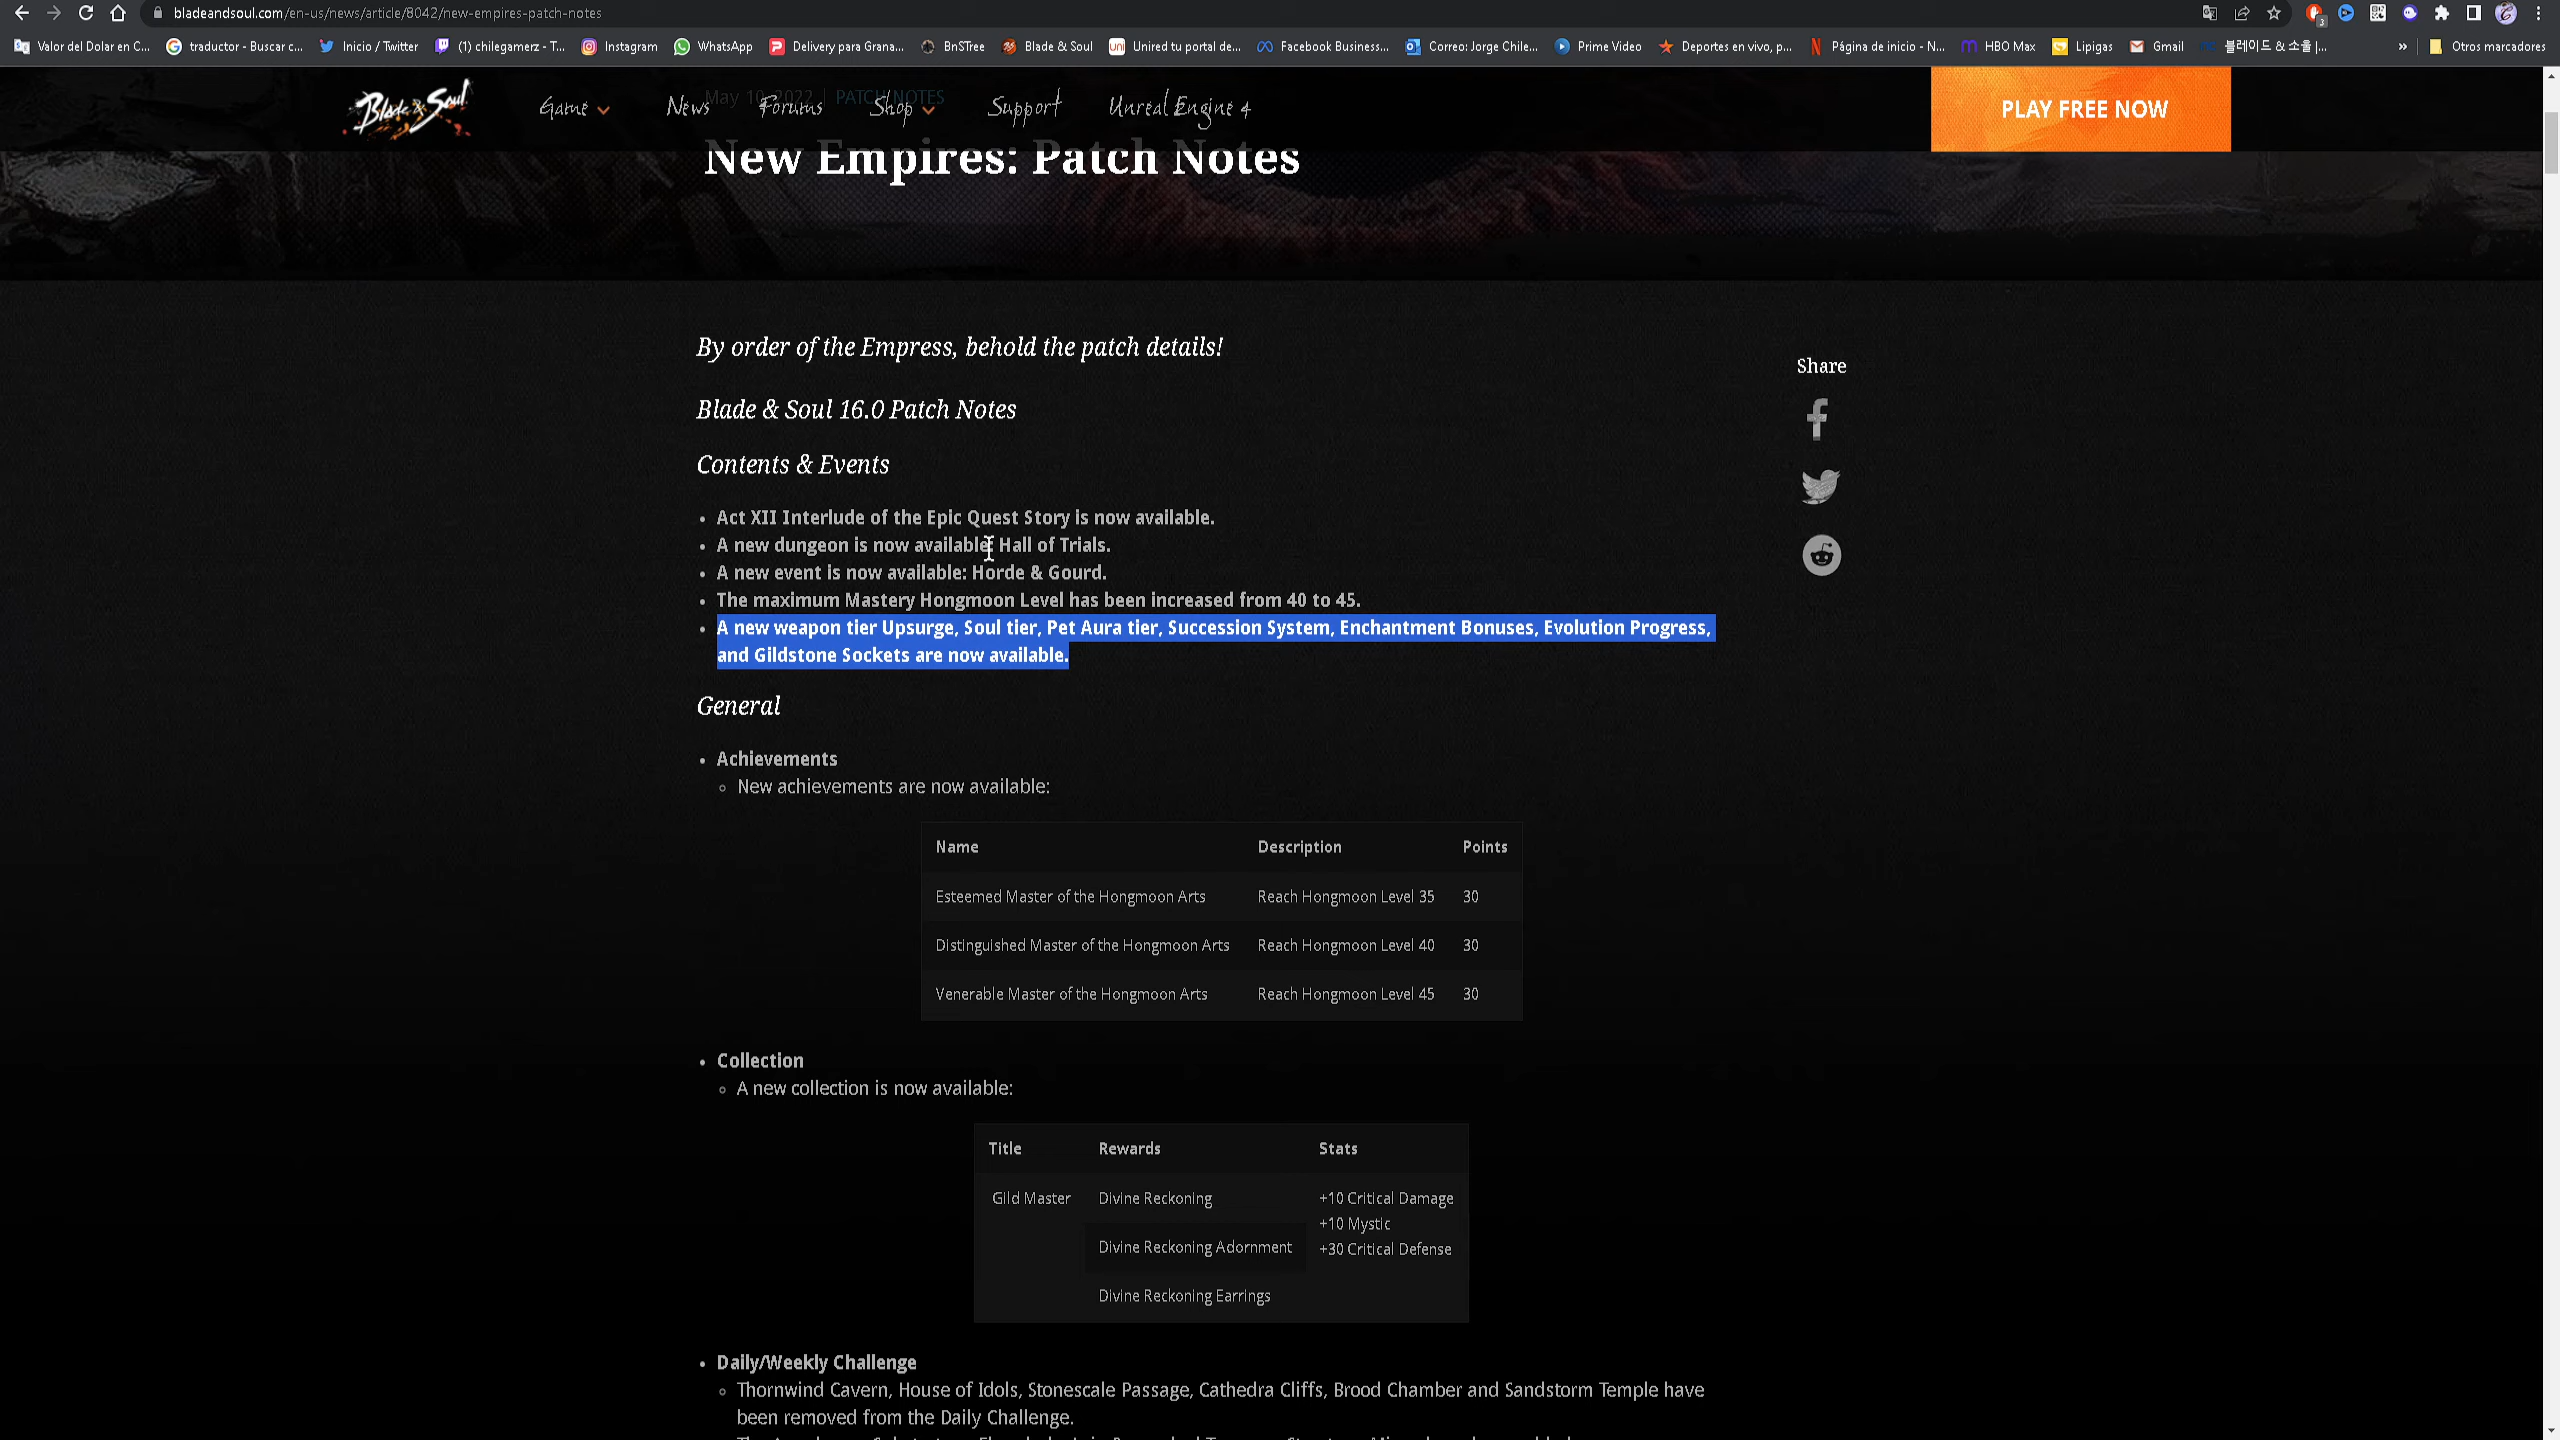 bladeandsoul.com/en-us/news/article/8042/new-empires-patch-notes
Valor del Dolar en C... traductor - Buscar c... Inicio / Twitter (1) chilegamerz - T... Instagram WhatsApp Delivery para Grana... BnSTree Blade & Soul Unired tu portal de... Facebook Business... Correo: Jorge Chile... Prime Video Deportes en vivo, p... Página de inicio - N... HBO Max Lipigas Gmail 블레이드 & 소울 |... » Otros marcadores
May 10, 2022 | PATCH NOTES
Blade & Soul Game News Forums Shop Support Unreal Engine 4 PLAY FREE NOW
New Empires: Patch Notes
By order of the Empress, behold the patch details!
Share
Blade & Soul 16.0 Patch Notes
Contents & Events
• Act XII Interlude of the Epic Quest Story is now available.
• A new dungeon is now available: Hall of Trials.
• A new event is now available: Horde & Gourd.
• The maximum Mastery Hongmoon Level has been increased from 40 to 45.
• A new weapon tier Upsurge, Soul tier, Pet Aura tier, Succession System, Enchantment Bonuses, Evolution Progress,
and Gildstone Sockets are now available.
General
• Achievements
◦ New achievements are now available:
Name Description Points
Esteemed Master of the Hongmoon Arts Reach Hongmoon Level 35 30
Distinguished Master of the Hongmoon Arts Reach Hongmoon Level 40 30
Venerable Master of the Hongmoon Arts Reach Hongmoon Level 45 30
• Collection
◦ A new collection is now available:
Title Rewards Stats
Gild Master Divine Reckoning +10 Critical Damage
+10 Mystic
Divine Reckoning Adornment +30 Critical Defense
Divine Reckoning Earrings
• Daily/Weekly Challenge
◦ Thornwind Cavern, House of Idols, Stonescale Passage, Cathedra Cliffs, Brood Chamber and Sandstorm Temple have
been removed from the Daily Challenge.